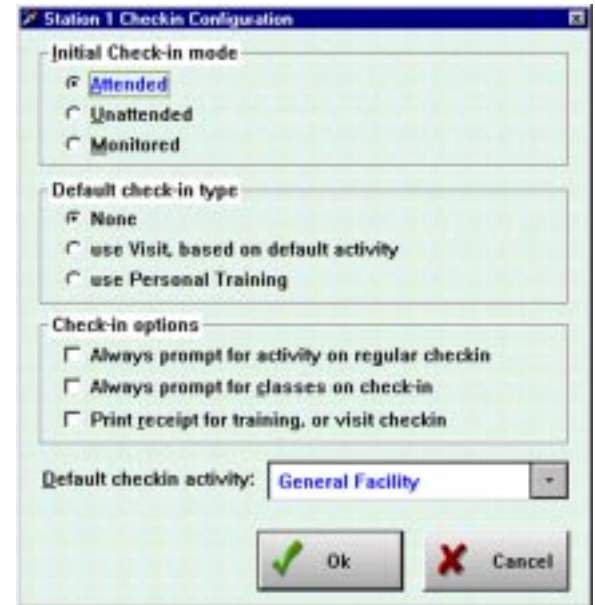 Station 1 Checkin Configuration
Initial Check-in mode
Attended
Unattended
Monitored
Default check-in type
None
use Visit, based on default activity
use Personal Training
Check-in options
Always prompt for activity on regular checkin
Always prompt for classes on check-in
Print receipt for training, or visit checkin
Default checkin activity: General Facility
Ok Cancel